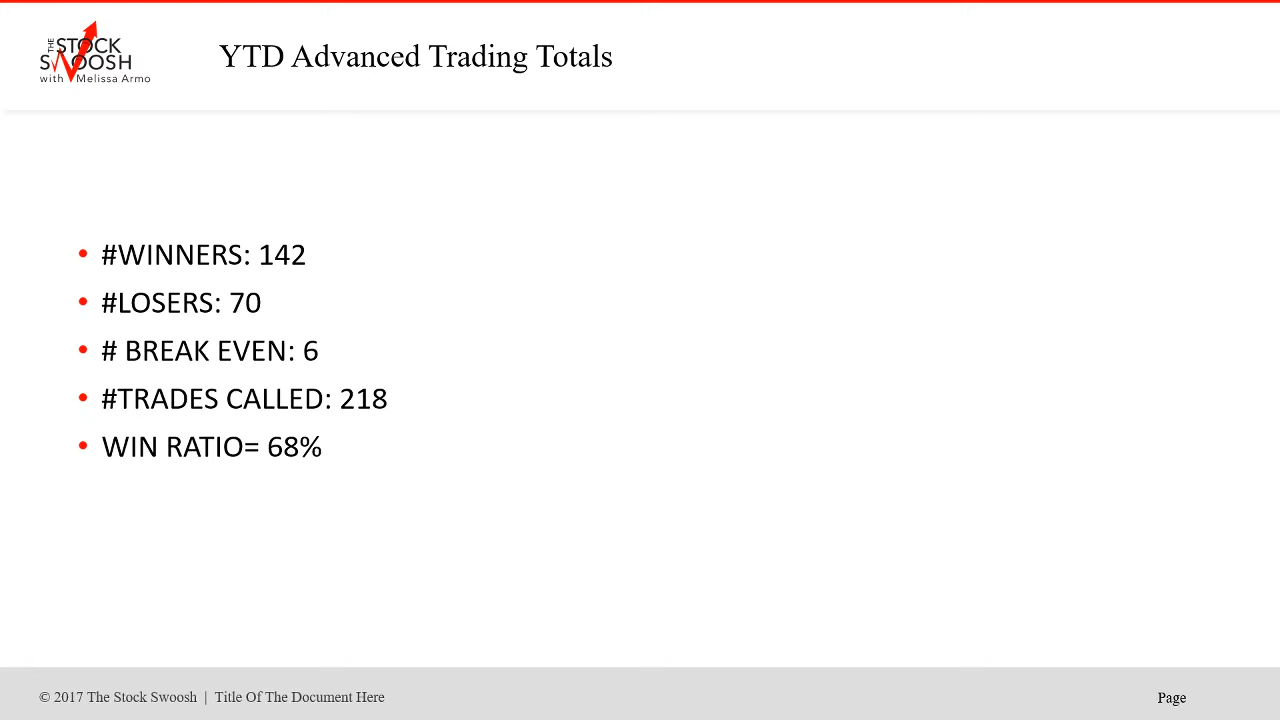 THE STOCK
SWOOSH
with Melissa Armo
YTD Advanced Trading Totals
• #WINNERS: 142
• #LOSERS: 70
• # BREAK EVEN: 6
• #TRADES CALLED: 218
• WIN RATIO= 68%
© 2017 The Stock Swoosh | Title Of The Document Here
Page